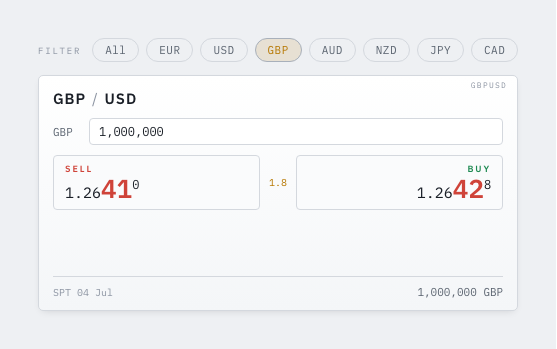 FILTER All EUR USD GBP AUD NZD JPY CAD
GBPUSD
GBP / USD
GBP 1,000,000
SELL BUY
1.26410 1.8 1.26428
SPT 04 Jul 1,000,000 GBP